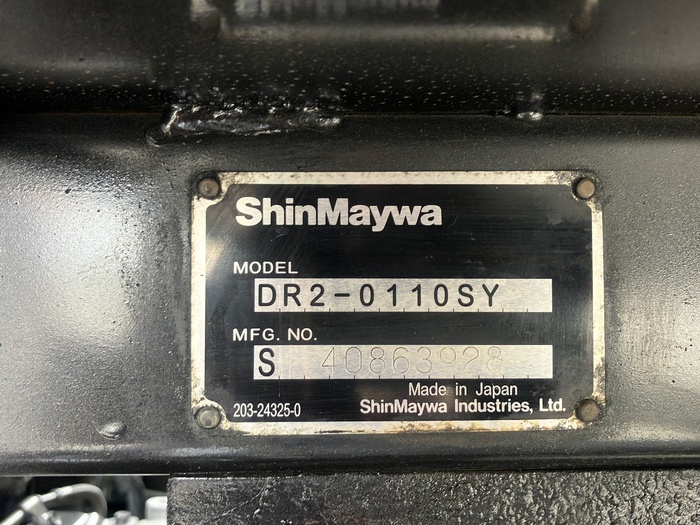 ShinMaywa
MODEL
DR2-0110SY
MFG. NO.
S 40863928
Made in Japan
203-24325-0 ShinMaywa Industries, Ltd.